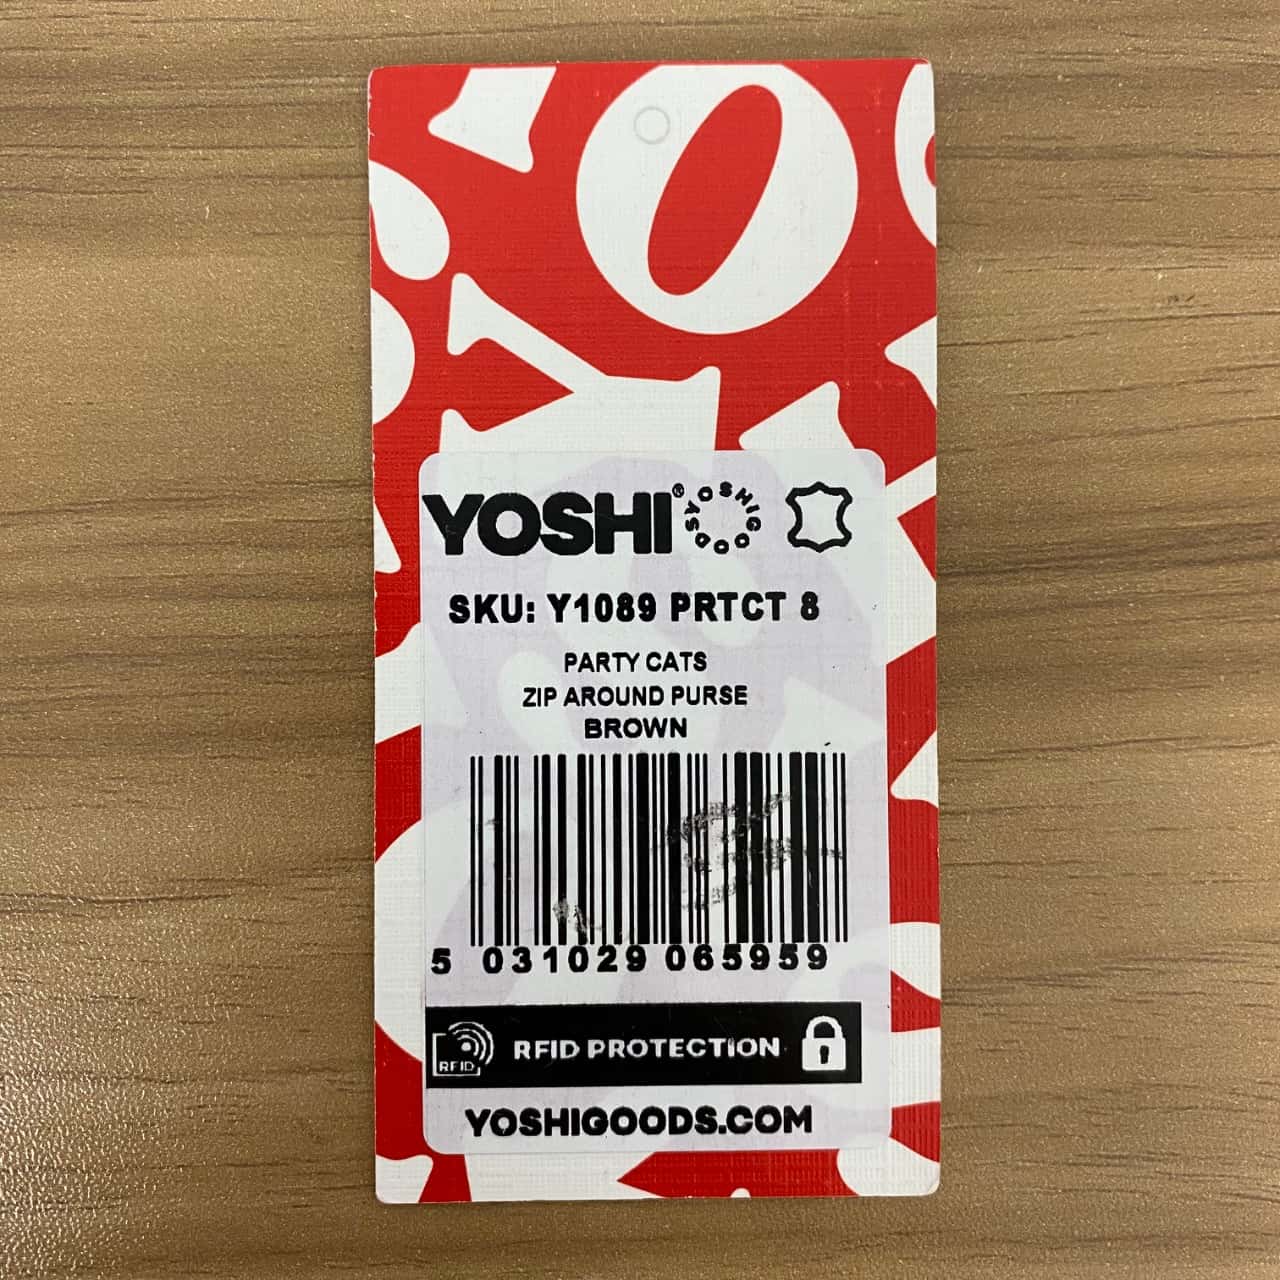 YOSHI® YOSHIGOODS
SKU: Y1089 PRTCT 8
PARTY CATS
ZIP AROUND PURSE
BROWN
5 031029 065959
RFID RFID PROTECTION
YOSHIGOODS.COM